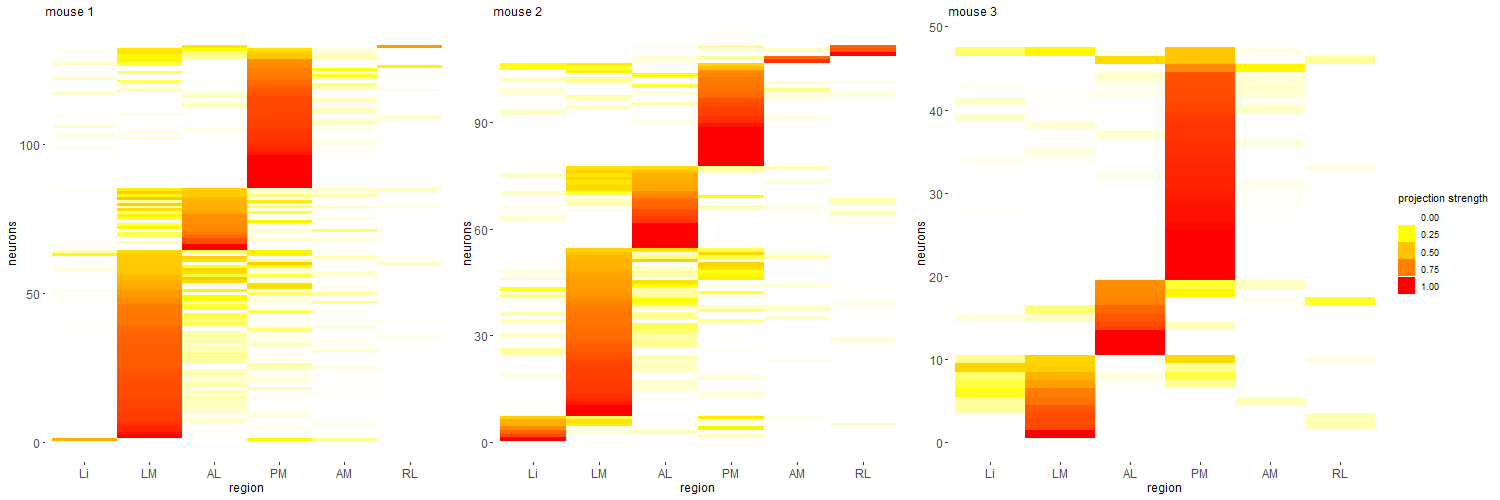 mouse 1
neurons
100
50
0
Li LM AL PM AM RL
region
mouse 2
neurons
90
60
30
0
Li LM AL PM AM RL
region
mouse 3
neurons
50
40
30
20
10
0
Li LM AL PM AM RL
region
projection strength
0.00
0.25
0.50
0.75
1.00